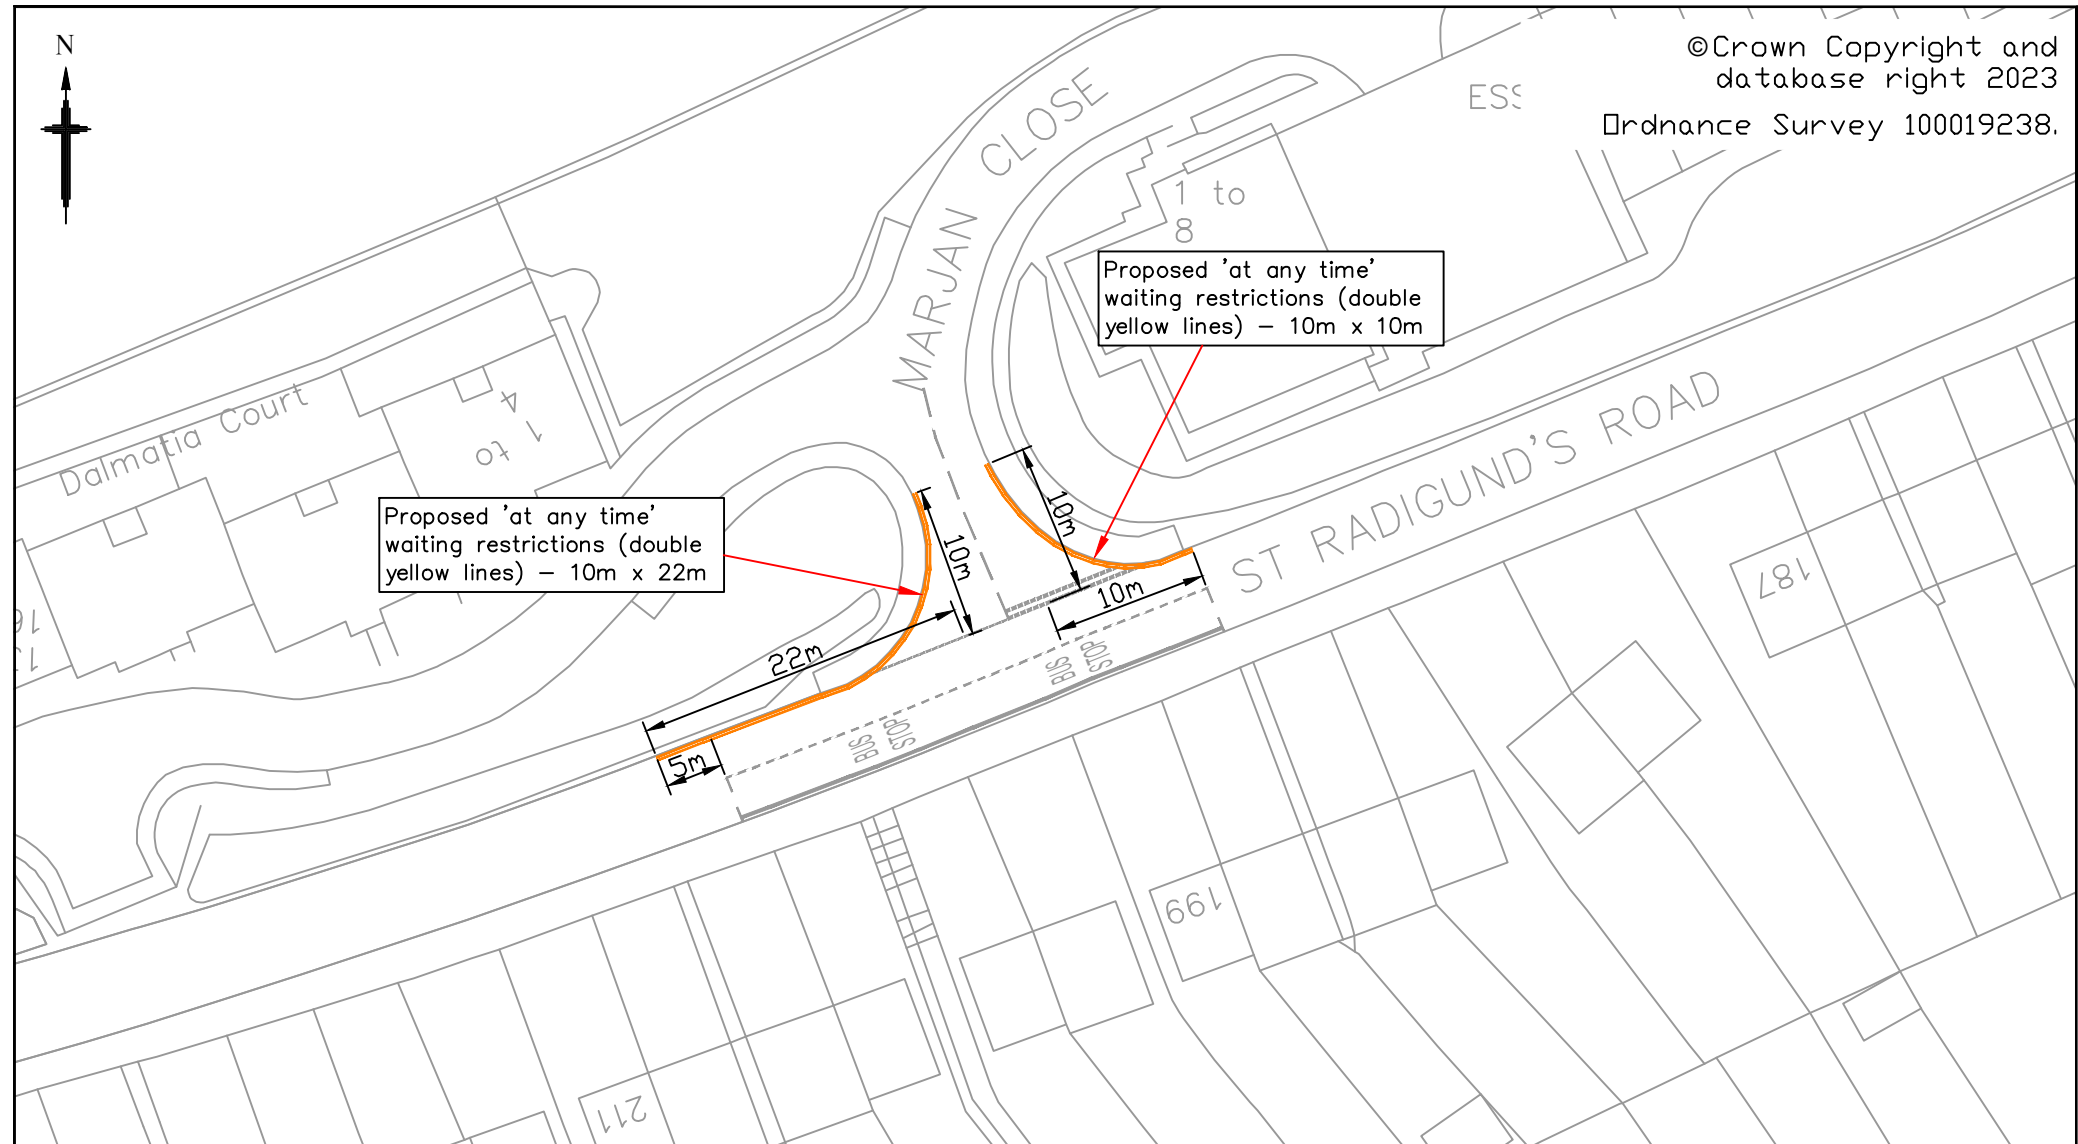 N
©Crown Copyright and
database right 2023
Ordnance Survey 100019238.
MARJAN CLOSE
1 to
8
Proposed 'at any time'
waiting restrictions (double
yellow lines) – 10m x 10m
Dalmatia Court
1 to
4
Proposed 'at any time'
waiting restrictions (double
yellow lines) – 10m x 22m
10m
10m
10m
22m
5m
ST RADIGUND'S ROAD
BUS
STOP
BUS
STOP
187
199
211